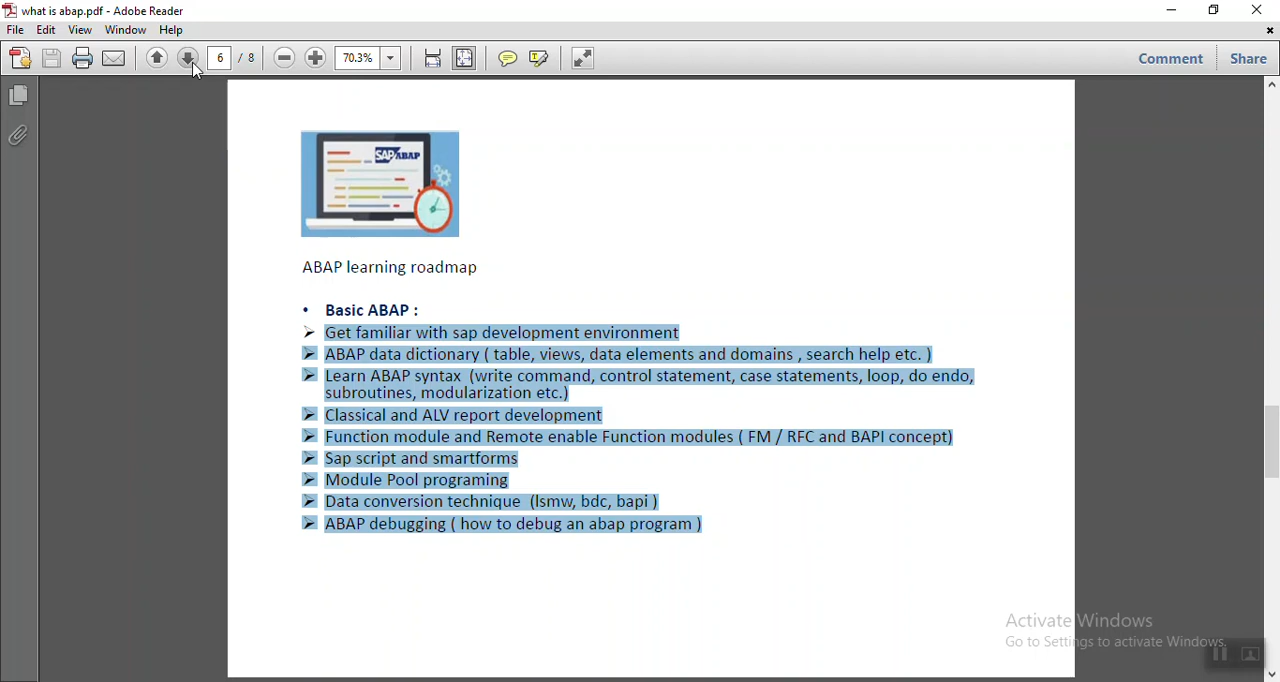 what is abap.pdf - Adobe Reader
File Edit View Window Help
6 / 8 70.3% Comment Share
SAP ABAP
ABAP learning roadmap
• Basic ABAP :
➢ Get familiar with sap development environment
➢ ABAP data dictionary ( table, views, data elements and domains , search help etc. )
➢ Learn ABAP syntax (write command, control statement, case statements, loop, do endo,
subroutines, modularization etc.)
➢ Classical and ALV report development
➢ Function module and Remote enable Function modules ( FM / RFC and BAPI concept)
➢ Sap script and smartforms
➢ Module Pool programing
➢ Data conversion technique (lsmw, bdc, bapi )
➢ ABAP debugging ( how to debug an abap program )
Activate Windows
Go to Settings to activate Windows.